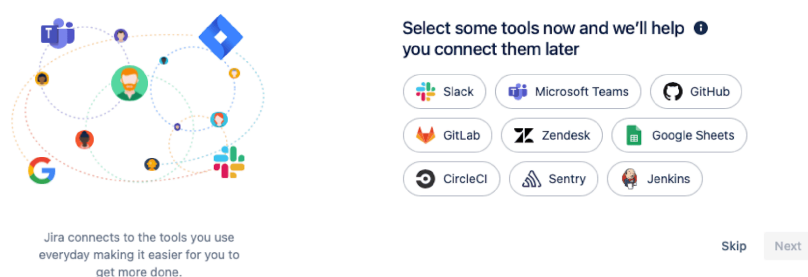 Select some tools now and we'll help
you connect them later
Slack
Microsoft Teams
GitHub
GitLab
Zendesk
Google Sheets
CircleCI
Sentry
Jenkins
Jira connects to the tools you use
everyday making it easier for you to
get more done.
Skip
Next